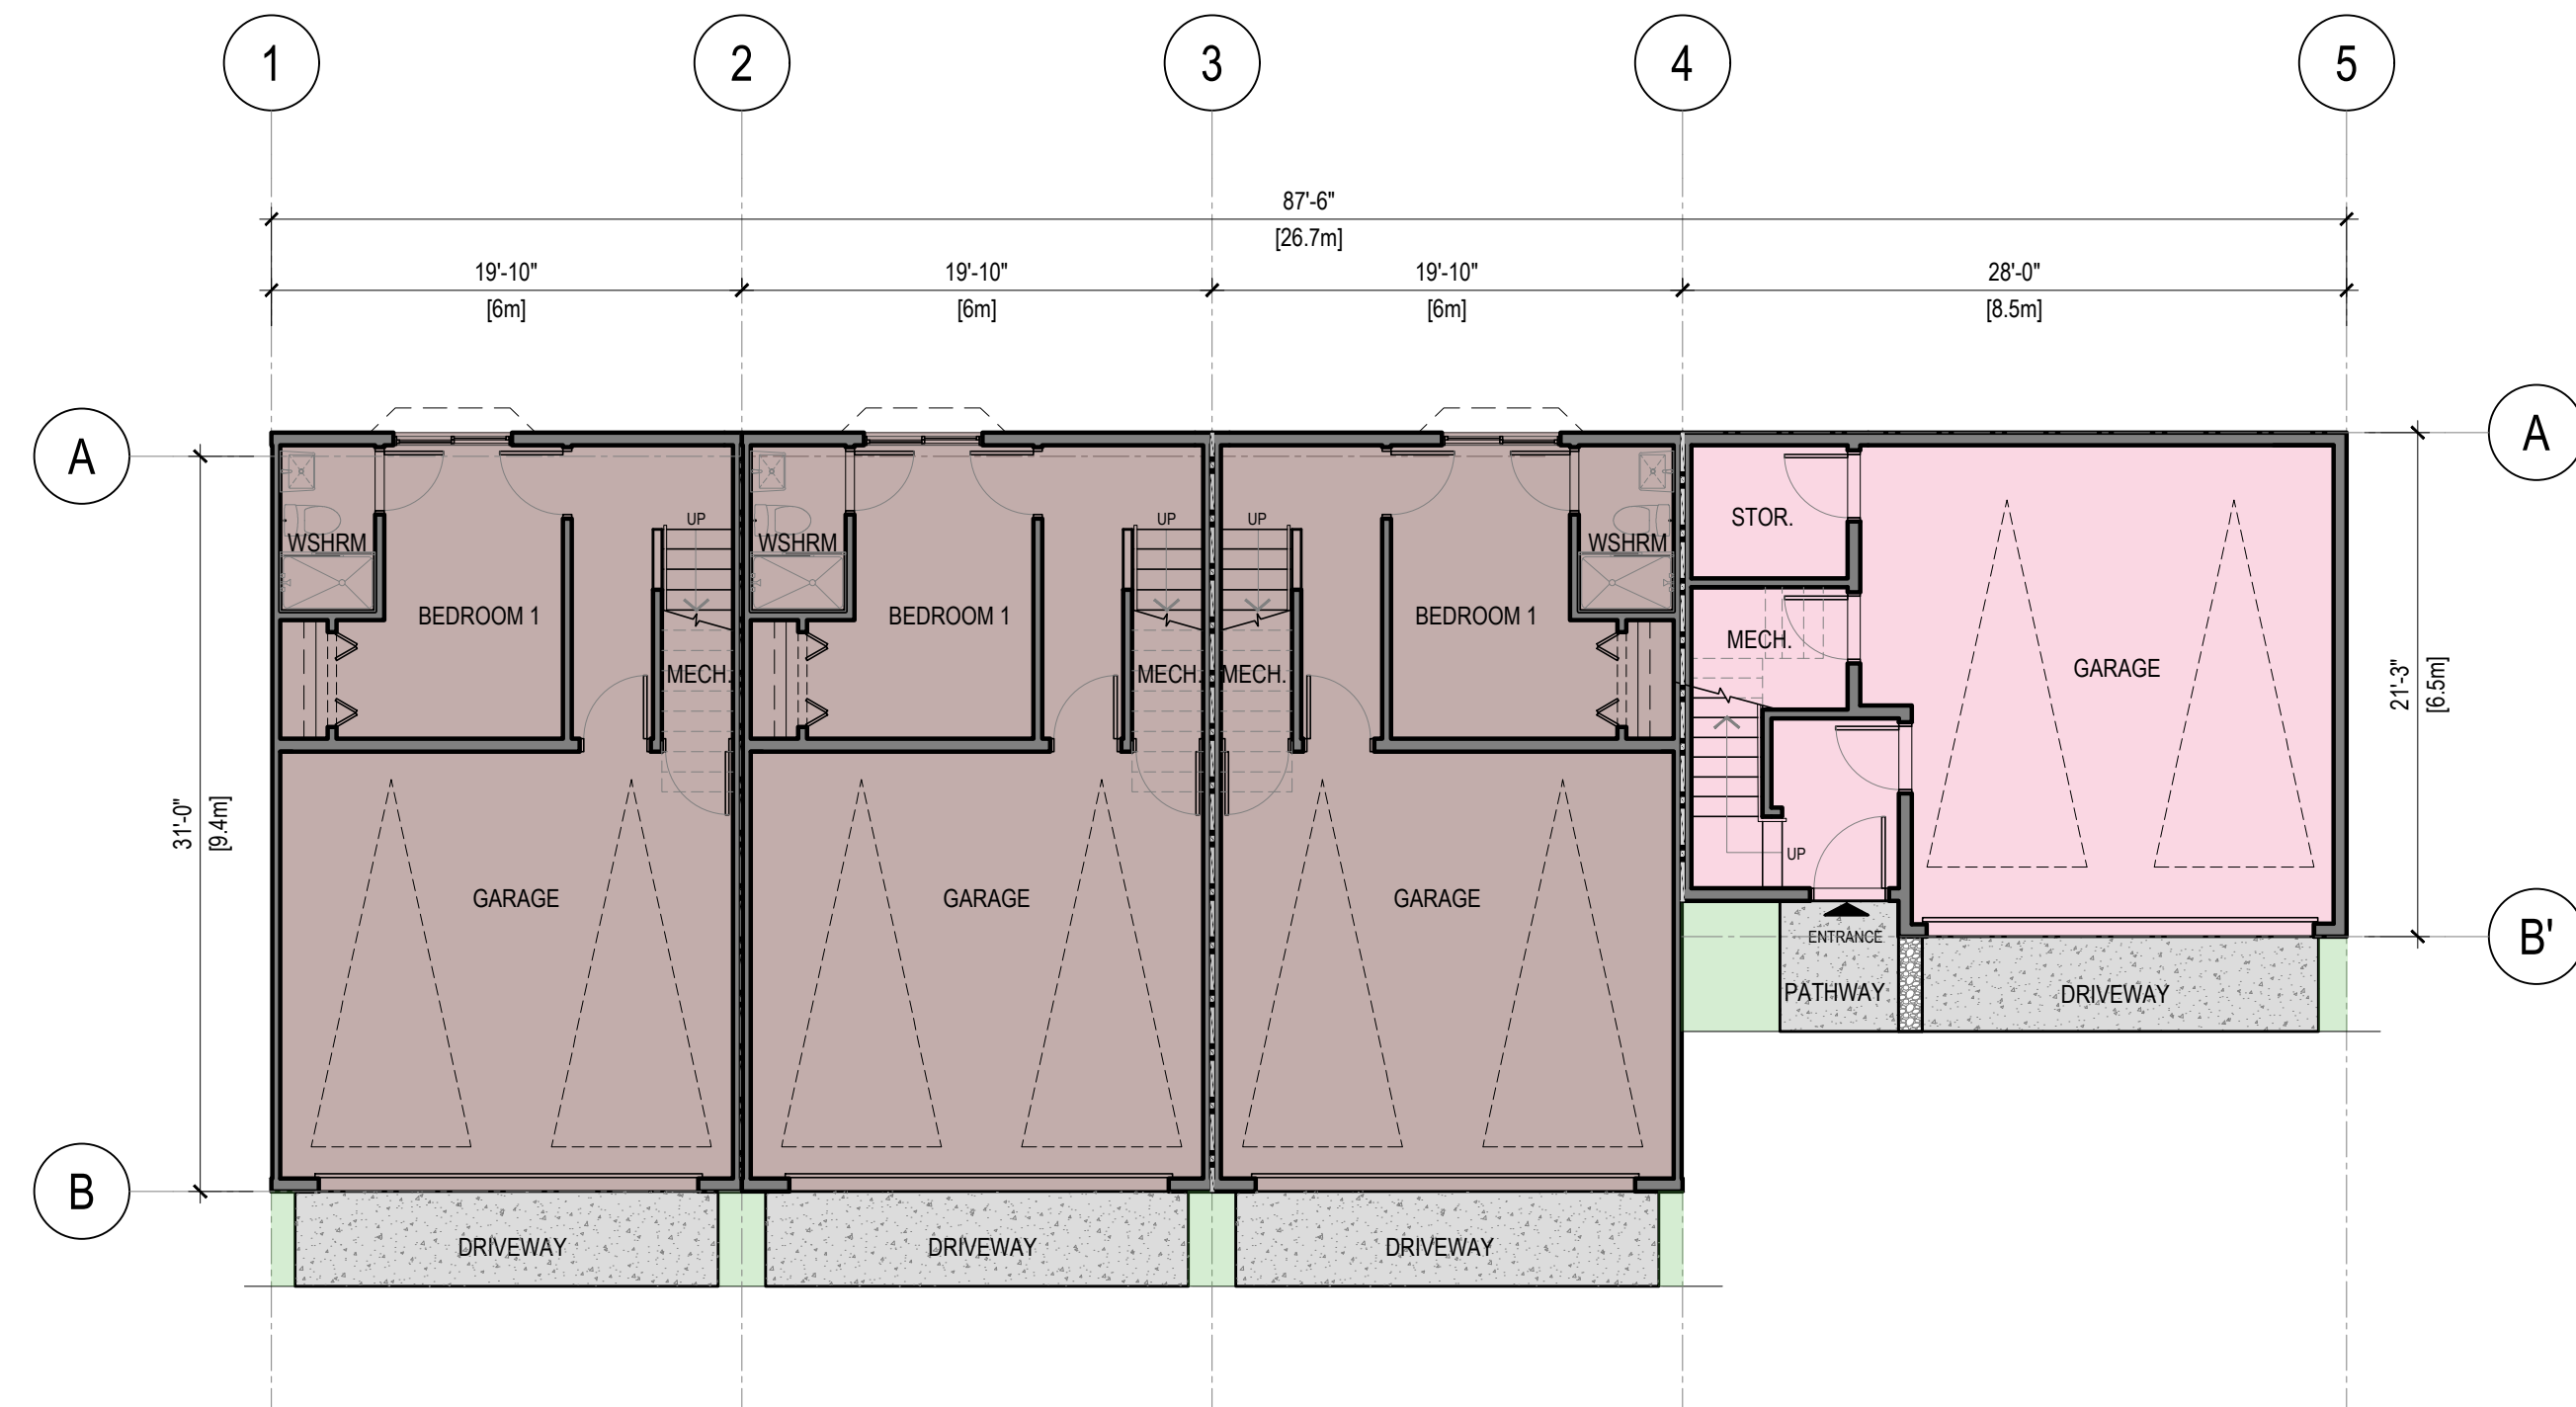 1
2
3
4
5
87'-6"
[26.7m]
19'-10"
19'-10"
19'-10"
28'-0"
[6m]
[6m]
[6m]
[8.5m]
A
A
UP
UP
UP
STOR.
WSHRM
WSHRM
WSHRM
BEDROOM 1
BEDROOM 1
BEDROOM 1
MECH.
MECH.
MECH.
MECH.
GARAGE
21'-3"
[6.5m]
31'-0"
[9.4m]
UP
GARAGE
GARAGE
GARAGE
ENTRANCE
B'
PATHWAY
DRIVEWAY
B
DRIVEWAY
DRIVEWAY
DRIVEWAY